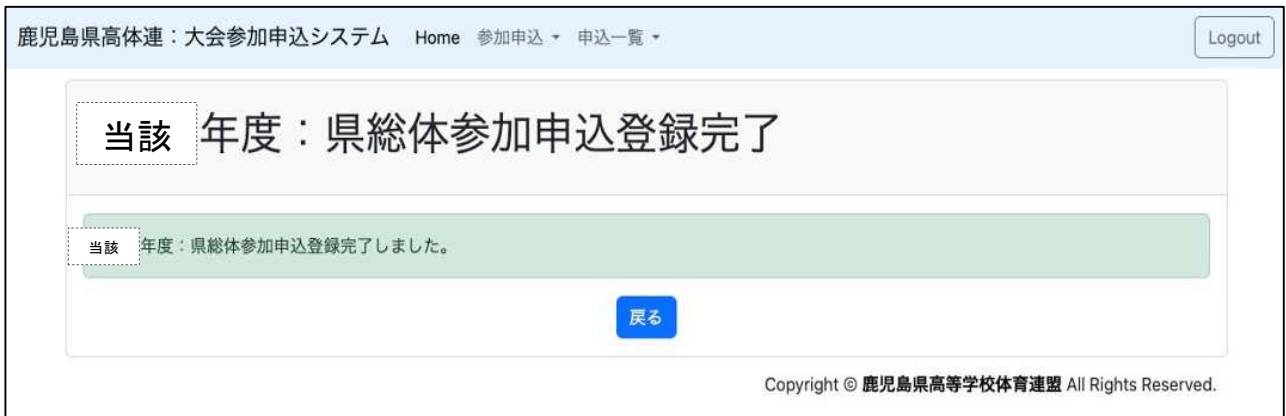 鹿児島県高体連：大会参加申込システム Home 参加申込 申込一覧 Logout
当該 年度：県総体参加申込登録完了
当該 年度：県総体参加申込登録完了しました。
戻る
Copyright © 鹿児島県高等学校体育連盟 All Rights Reserved.